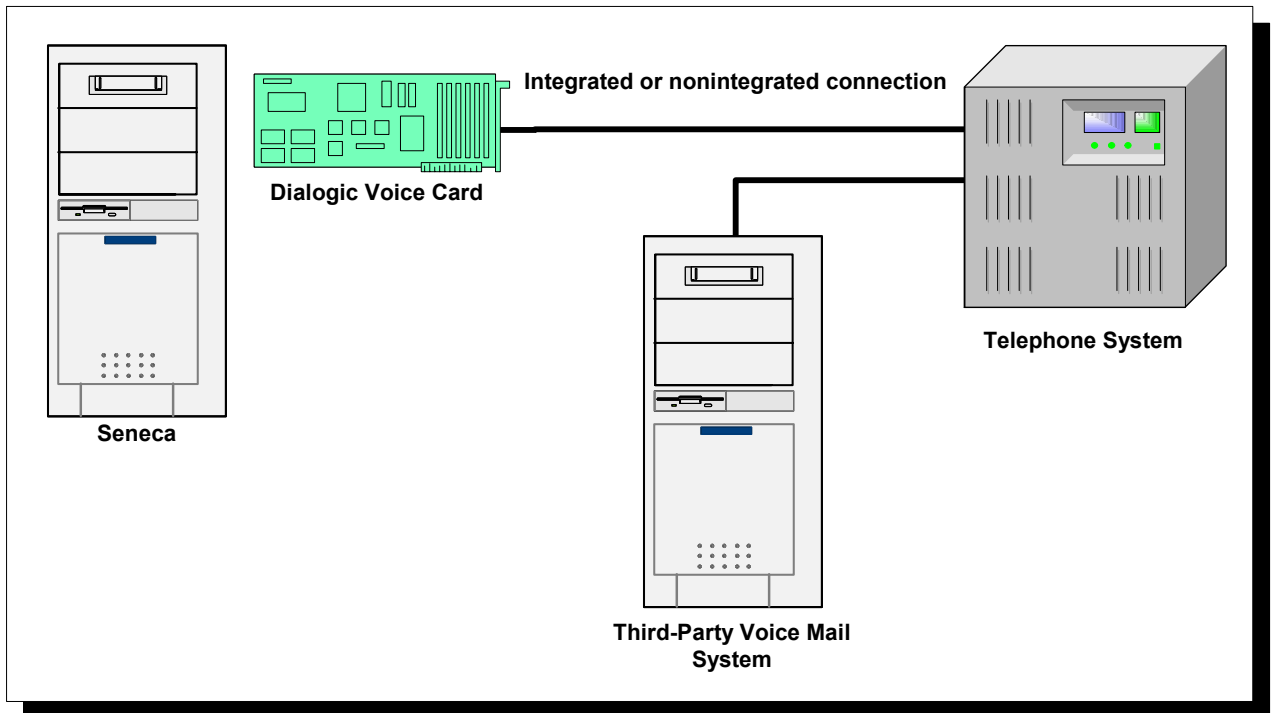 Integrated or nonintegrated connection
Dialogic Voice Card
Telephone System
Seneca
Third-Party Voice Mail
System